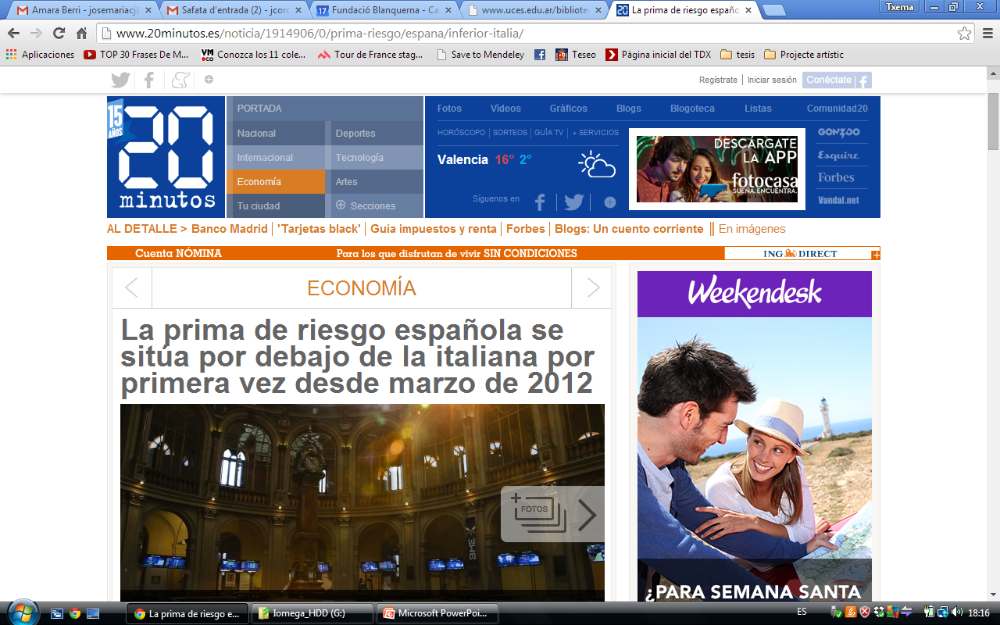 Amara Berri - josemariacj
Safata d'entrada (2) - jcor
Fundació Blanquerna - Ca
www.uces.edu.ar/bibliote
La prima de riesgo españo
Txema
www.20minutos.es/noticia/1914906/0/prima-riesgo/espana/inferior-italia/
Aplicaciones
TOP 30 Frases De M...
VM CO
Conozca los 11 cole...
Tour de France stag...
Save to Mendeley
Teseo
Pàgina inicial del TDX
tesis
Projecte artístic
Regístrate | Iniciar sesión
Conéctate
15 AÑOS
20 minutos
PORTADA
Nacional
Deportes
Internacional
Tecnología
Economía
Artes
Tu ciudad
Secciones
Fotos Videos Gráficos Blogs Blogoteca Listas Comunidad20
HORÓSCOPO | SORTEOS | GUÍA TV | + SERVICIOS
Valencia 16° 2°
Síguenos en
DESCÁRGATE
LA APP
fotocasa
SUEÑA. ENCUENTRA.
GONZOO
Esquire
Forbes
Vandal.net
AL DETALLE > Banco Madrid | 'Tarjetas black' | Guía impuestos y renta | Forbes | Blogs: Un cuento corriente || En imágenes
Cuenta NÓMINA Para los que disfrutan de vivir SIN CONDICIONES ING DIRECT +
ECONOMÍA
La prima de riesgo española se
sitúa por debajo de la italiana por
primera vez desde marzo de 2012
FOTOS
BME
Weekendesk
¿PARA SEMANA SANTA
La prima de riesgo e...
Iomega_HDD (G:)
Microsoft PowerPoi...
ES
18:16